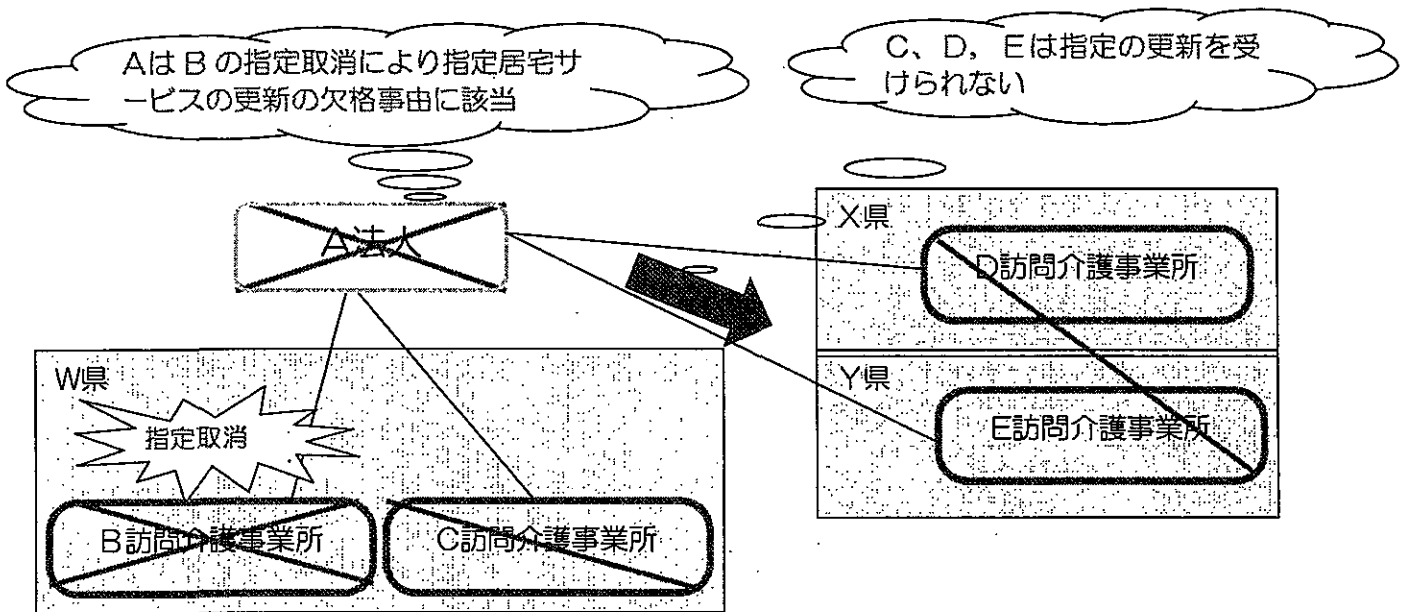 AはBの指定取消により指定居宅サ
ービスの更新の欠格事由に該当
C、D，Eは指定の更新を受
けられない
A法人
X県
D訪問介護事業所
Y県
E訪問介護事業所
W県
指定取消
B訪問介護事業所
C訪問介護事業所